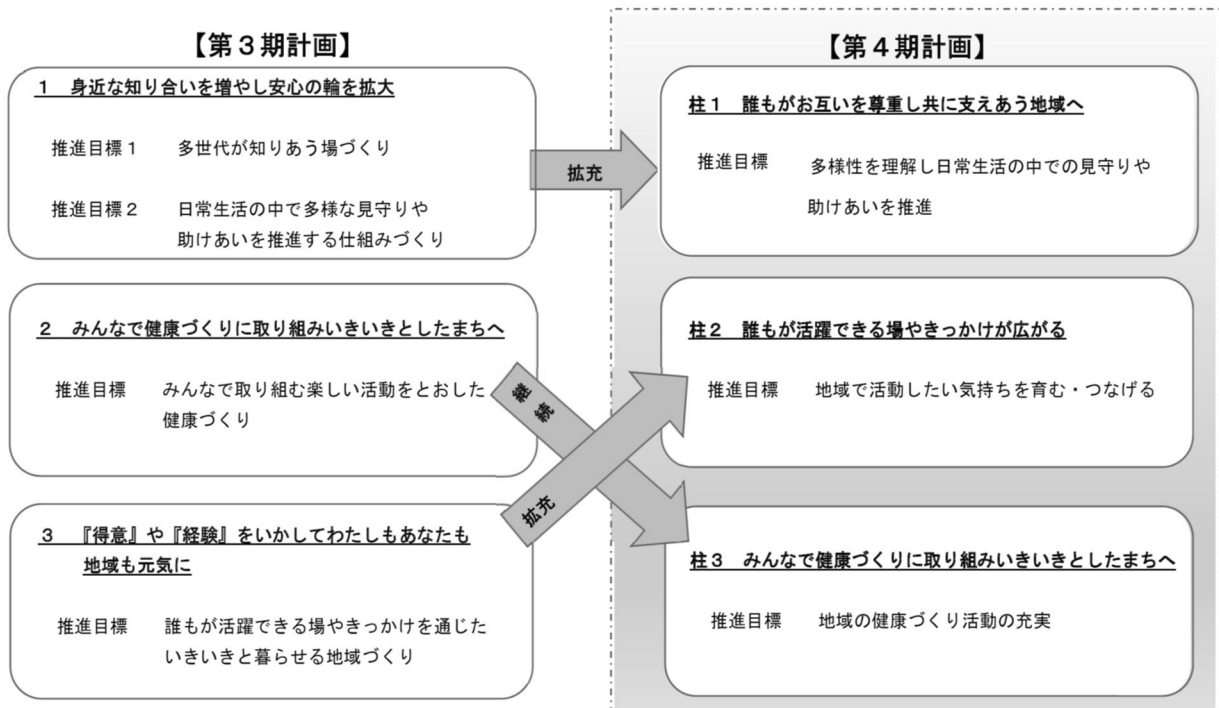 【第３期計画】
１　身近な知り合いを増やし安心の輪を拡大
推進目標１　多世代が知りあう場づくり
推進目標２　日常生活の中で多様な見守りや
助けあいを推進する仕組みづくり
２　みんなで健康づくりに取り組みいきいきとしたまちへ
推進目標　みんなで取り組む楽しい活動をとおした
健康づくり
３　『得意』や『経験』をいかしてわたしもあなたも
地域も元気に
推進目標　誰もが活躍できる場やきっかけを通じた
いきいきと暮らせる地域づくり
拡充
継続
拡充
【第４期計画】
柱１　誰もがお互いを尊重し共に支えあう地域へ
推進目標　多様性を理解し日常生活の中での見守りや
助けあいを推進
柱２　誰もが活躍できる場やきっかけが広がる
推進目標　地域で活動したい気持ちを育む・つなげる
柱３　みんなで健康づくりに取り組みいきいきとしたまちへ
推進目標　地域の健康づくり活動の充実